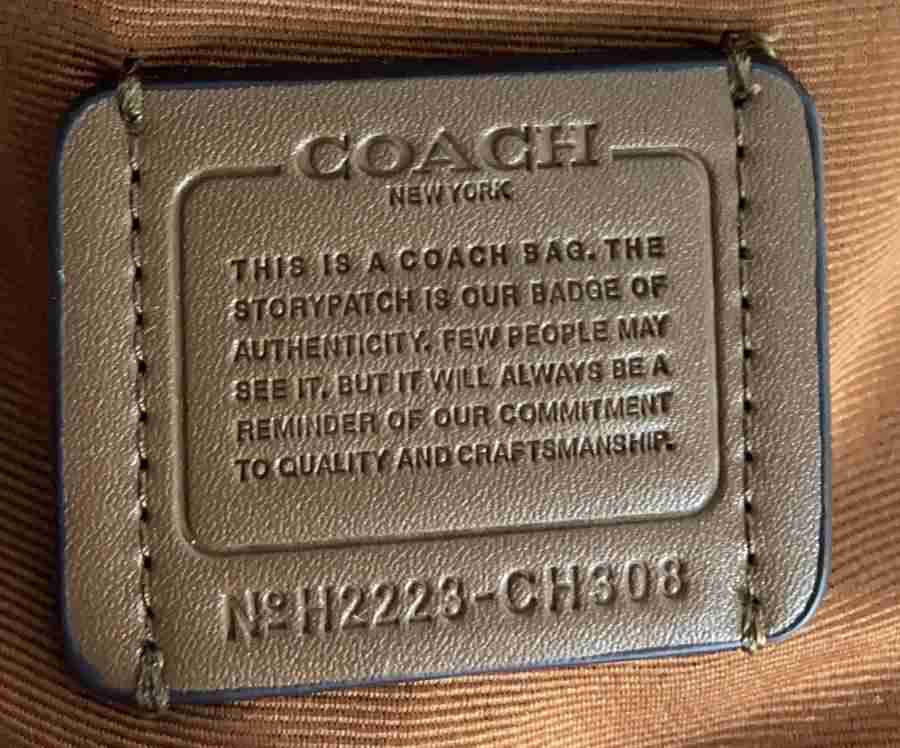 COACH
NEW YORK
THIS IS A COACH BAG. THE
STORYPATCH IS OUR BADGE OF
AUTHENTICITY. FEW PEOPLE MAY
SEE IT, BUT IT WILL ALWAYS BE A
REMINDER OF OUR COMMITMENT
TO QUALITY AND CRAFTSMANSHIP.
Nº H2223-CH308